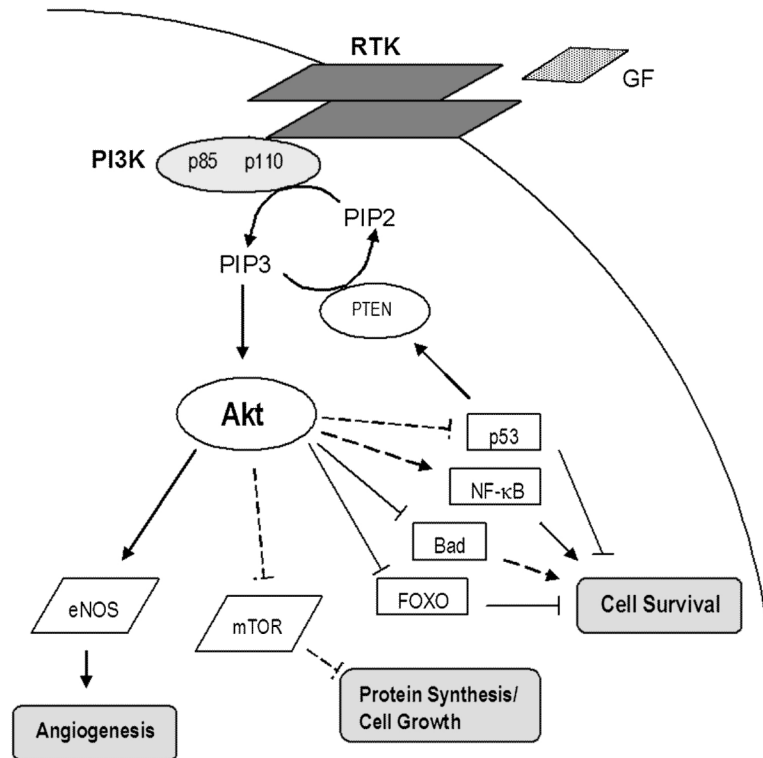 RTK
GF
PI3K
p85 p110
PIP2
PIP3
PTEN
Akt
p53
NF-κB
Bad
eNOS
mTOR
FOXO
Cell Survival
Protein Synthesis/
Cell Growth
Angiogenesis